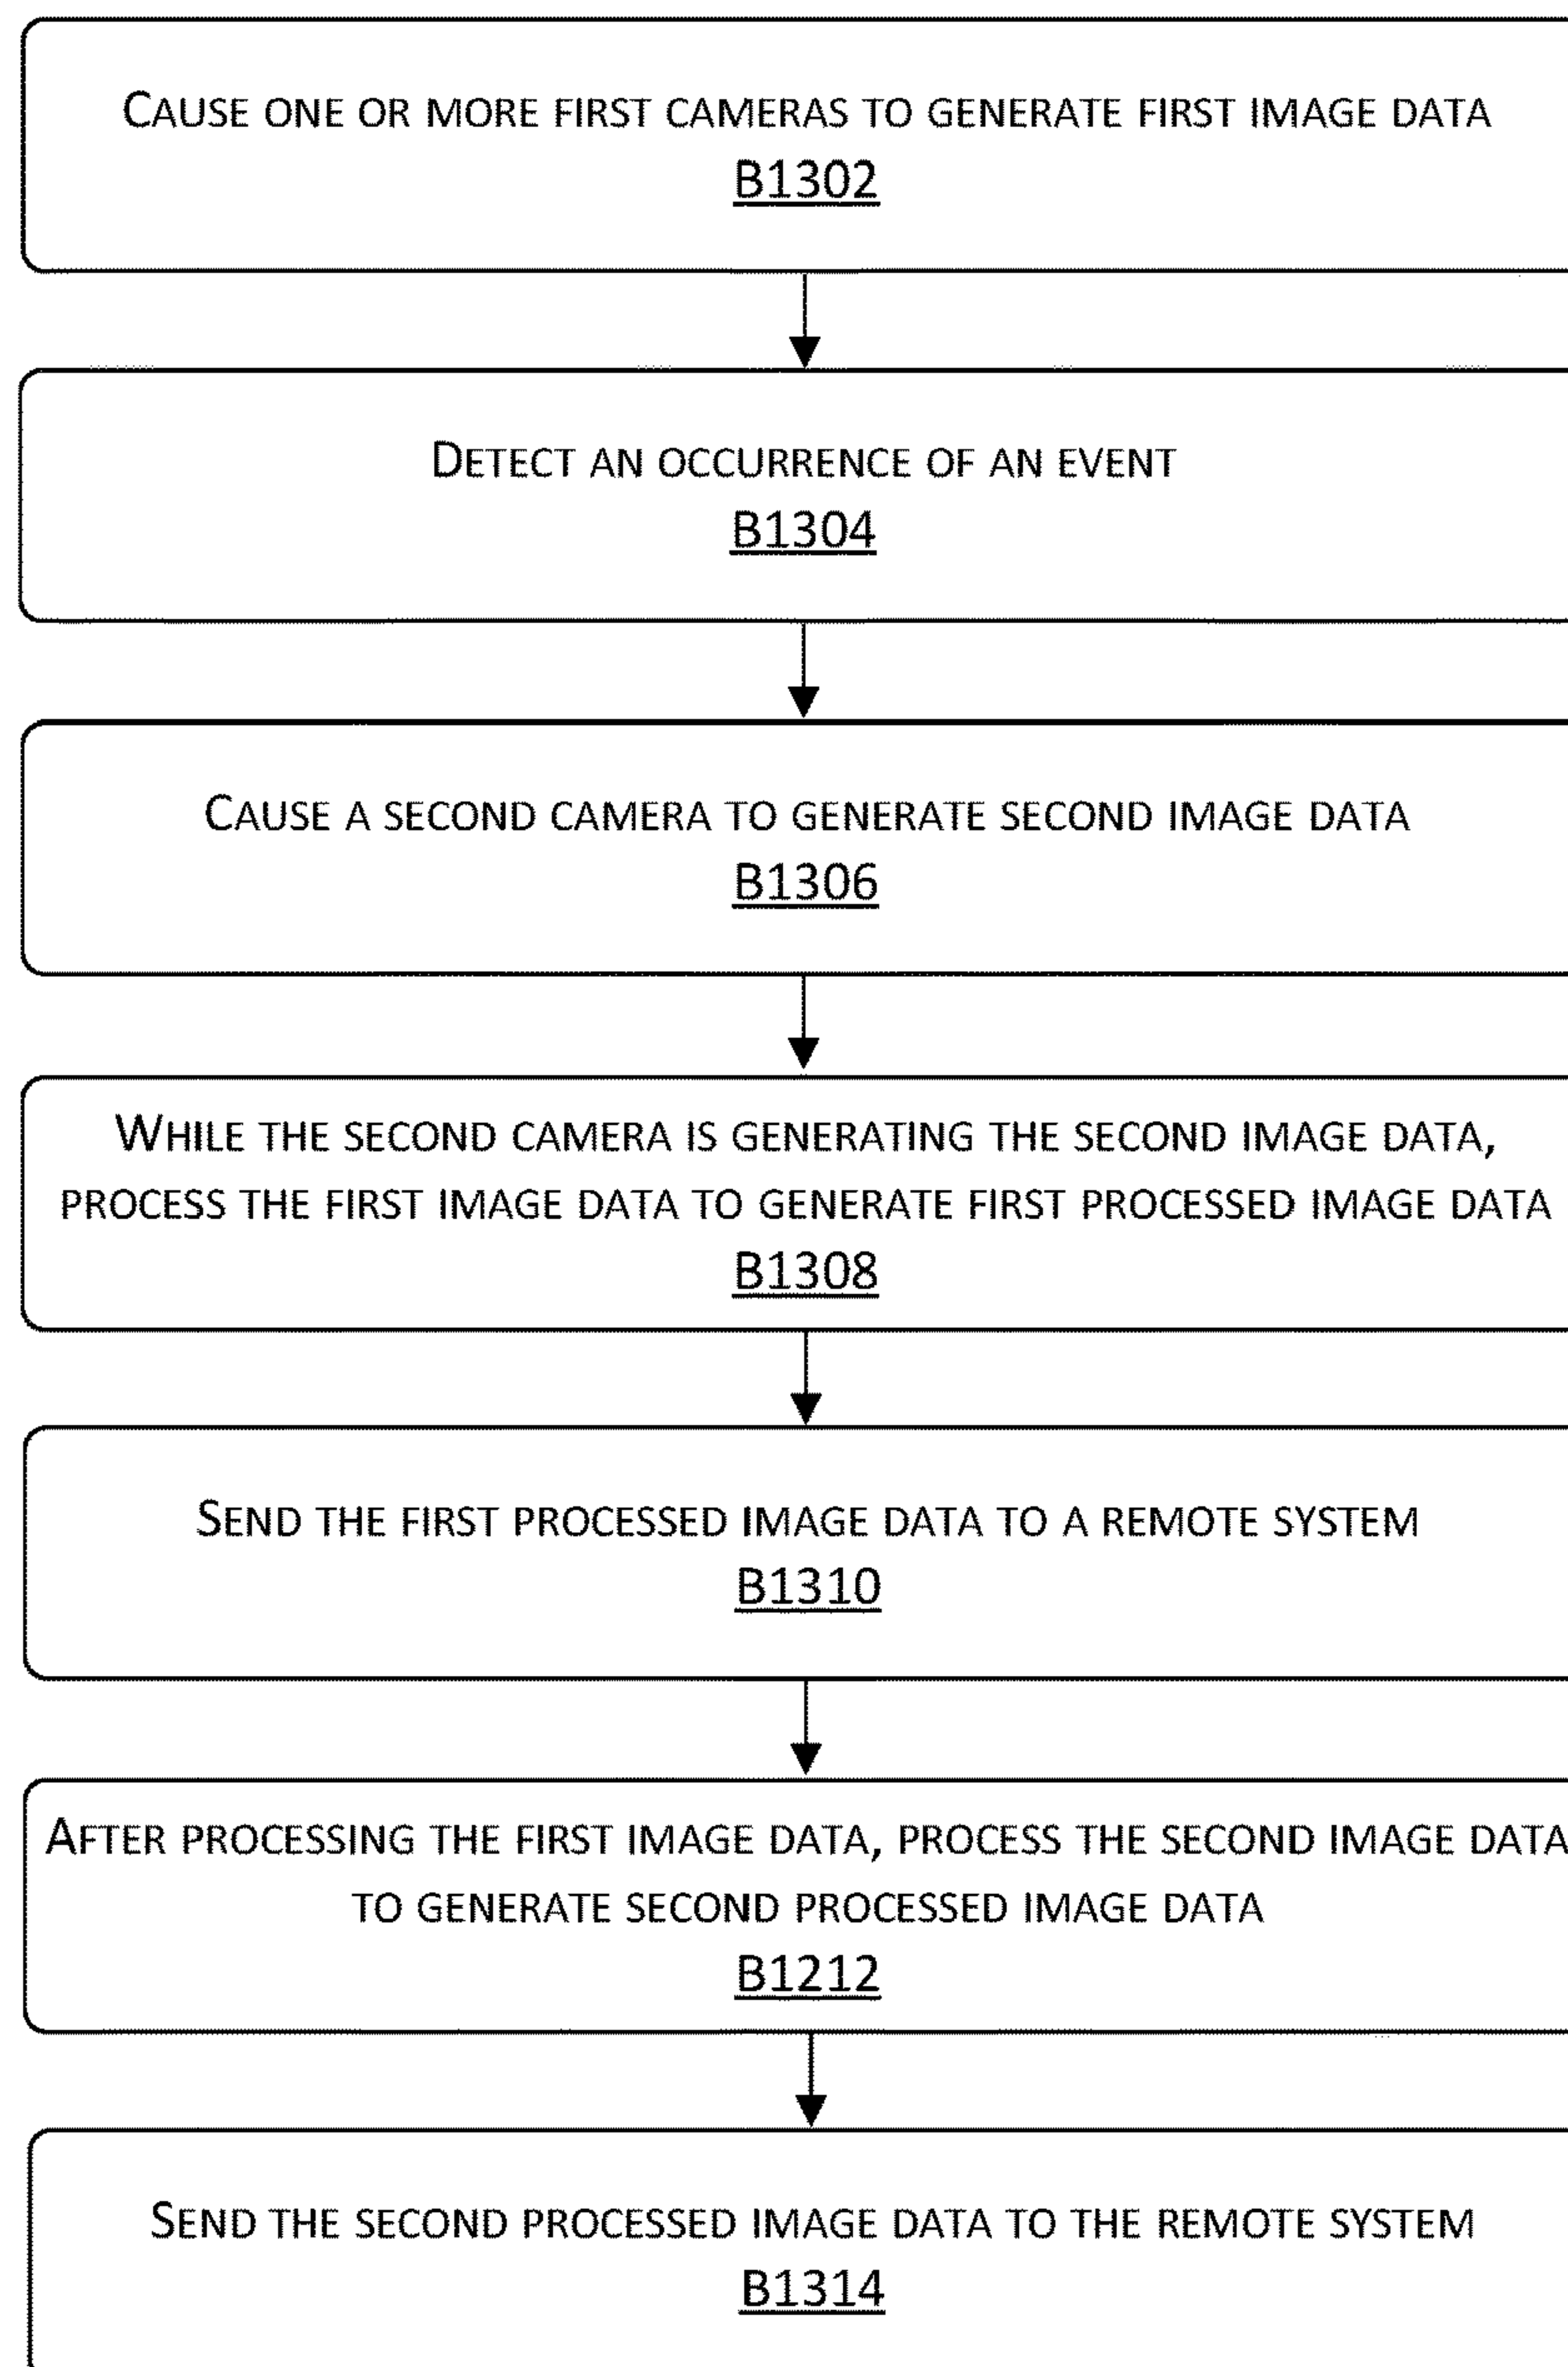 CAUSE ONE OR MORE FIRST CAMERAS TO GENERATE FIRST IMAGE DATA
B1302
DETECT AN OCCURRENCE OF AN EVENT
B1304
CAUSE A SECOND CAMERA TO GENERATE SECOND IMAGE DATA
B1306
WHILE THE SECOND CAMERA IS GENERATING THE SECOND IMAGE DATA,
PROCESS THE FIRST IMAGE DATA TO GENERATE FIRST PROCESSED IMAGE DATA
B1308
SEND THE FIRST PROCESSED IMAGE DATA TO A REMOTE SYSTEM
B1310
AFTER PROCESSING THE FIRST IMAGE DATA, PROCESS THE SECOND IMAGE DATA
TO GENERATE SECOND PROCESSED IMAGE DATA
B1212
SEND THE SECOND PROCESSED IMAGE DATA TO THE REMOTE SYSTEM
B1314